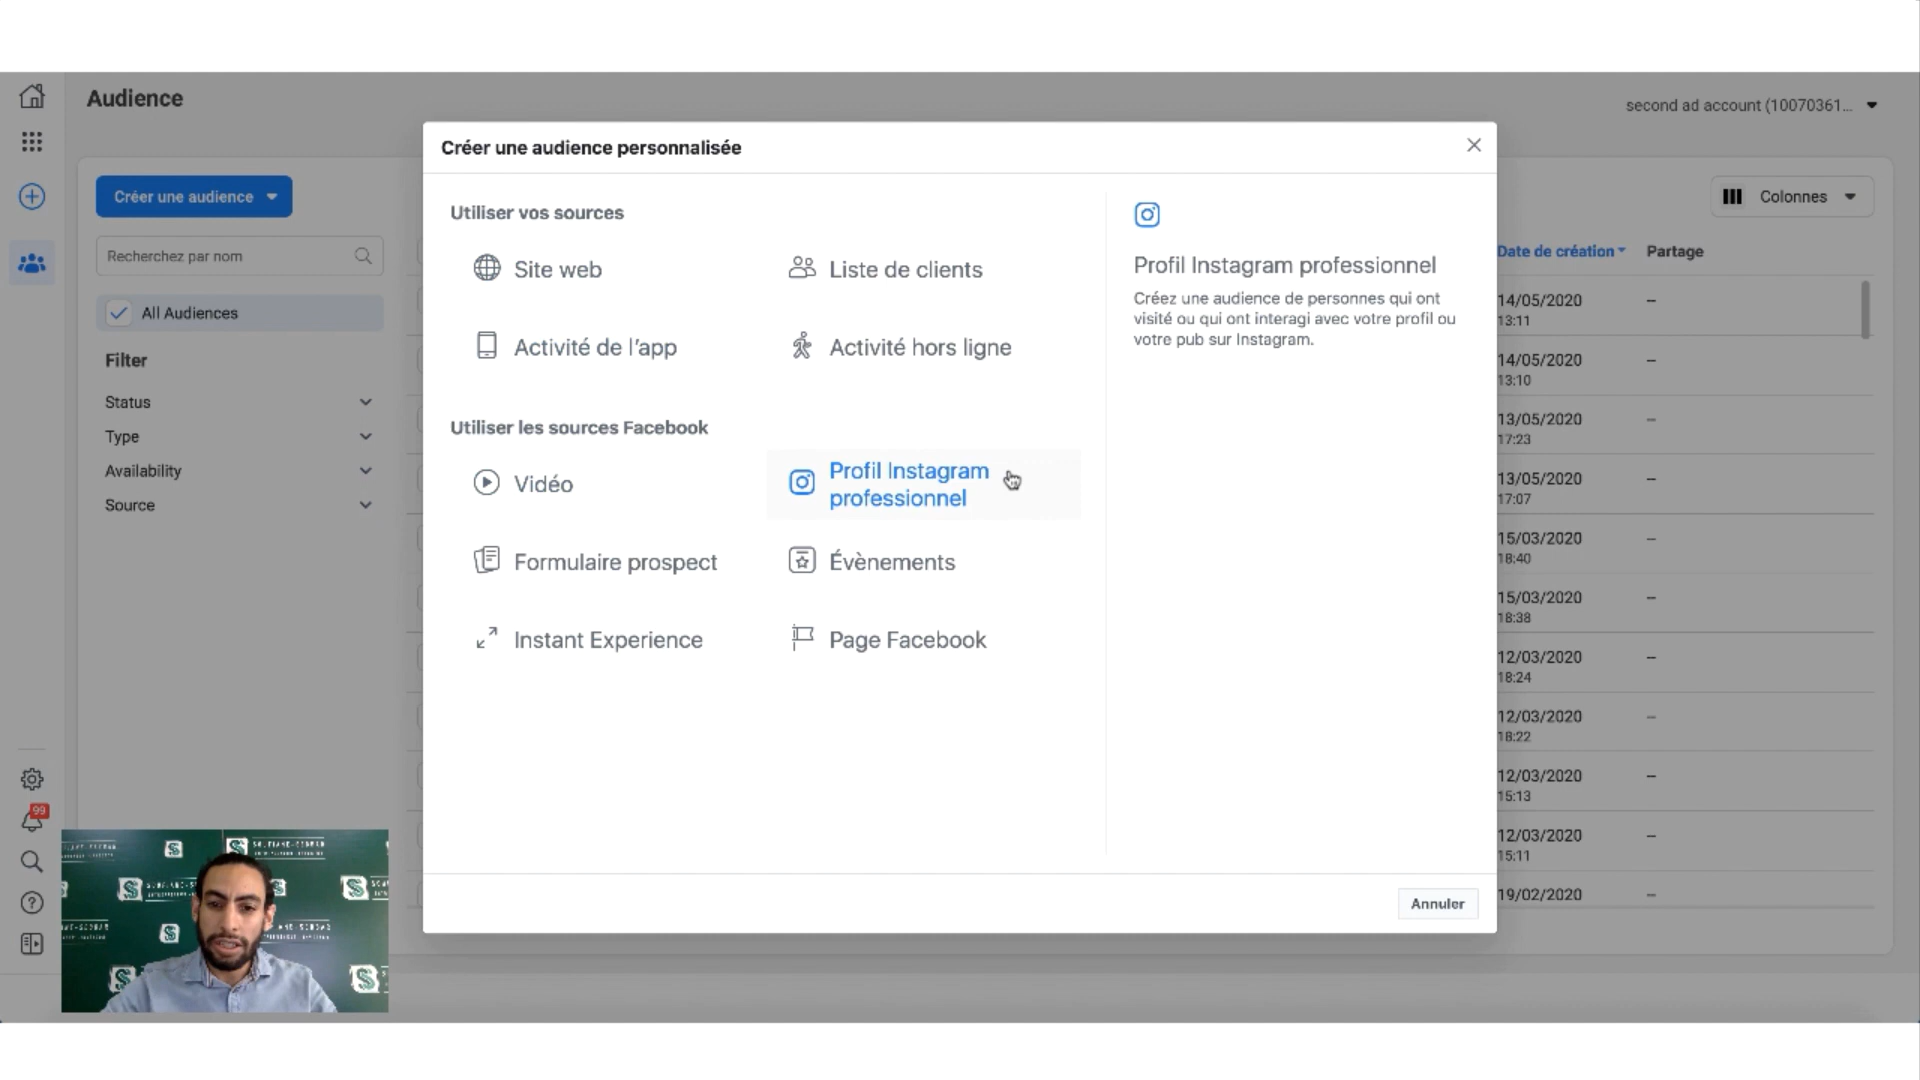 Audience
second ad account (10070361...
Créer une audience
Recherchez par nom
All Audiences
Filter
Status
Type
Availability
Source
99
Créer une audience personnalisée
Utiliser vos sources
Site web
Liste de clients
Activité de l'app
Activité hors ligne
Utiliser les sources Facebook
Vidéo
Profil Instagram
professionnel
Formulaire prospect
Évènements
Instant Experience
Page Facebook
Profil Instagram professionnel
Créez une audience de personnes qui ont
visité ou qui ont interagi avec votre profil ou
votre pub sur Instagram.
Annuler
Colonnes
Date de création
Partage
14/05/2020
–
13:11
14/05/2020
–
13:10
13/05/2020
–
17:23
13/05/2020
–
17:07
15/03/2020
–
18:40
15/03/2020
–
18:38
12/03/2020
–
18:24
12/03/2020
–
18:22
12/03/2020
–
15:13
12/03/2020
–
15:11
19/02/2020
–